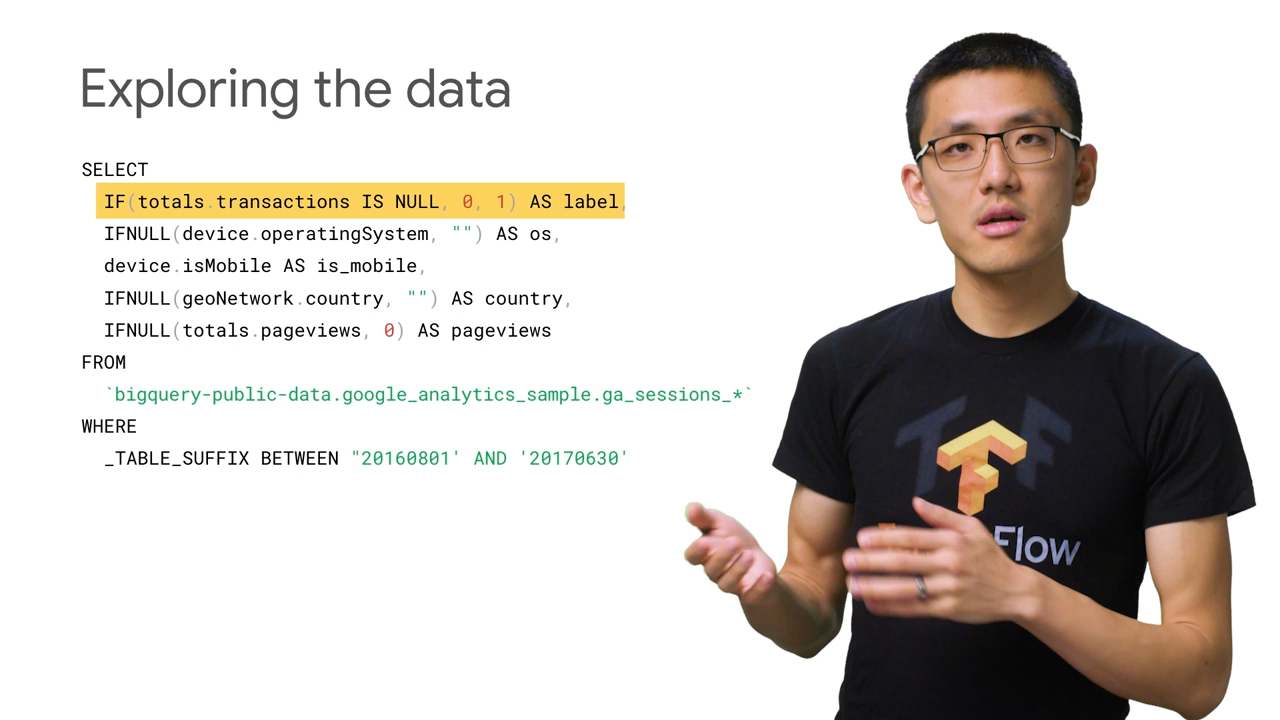 Exploring the data
SELECT
IF(totals.transactions IS NULL, 0, 1) AS label,
IFNULL(device.operatingSystem, "") AS os,
device.isMobile AS is_mobile,
IFNULL(geoNetwork.country, "") AS country,
IFNULL(totals.pageviews, 0) AS pageviews
FROM
`bigquery-public-data.google_analytics_sample.ga_sessions_*`
WHERE
_TABLE_SUFFIX BETWEEN "20160801' AND '20170630'
Flow